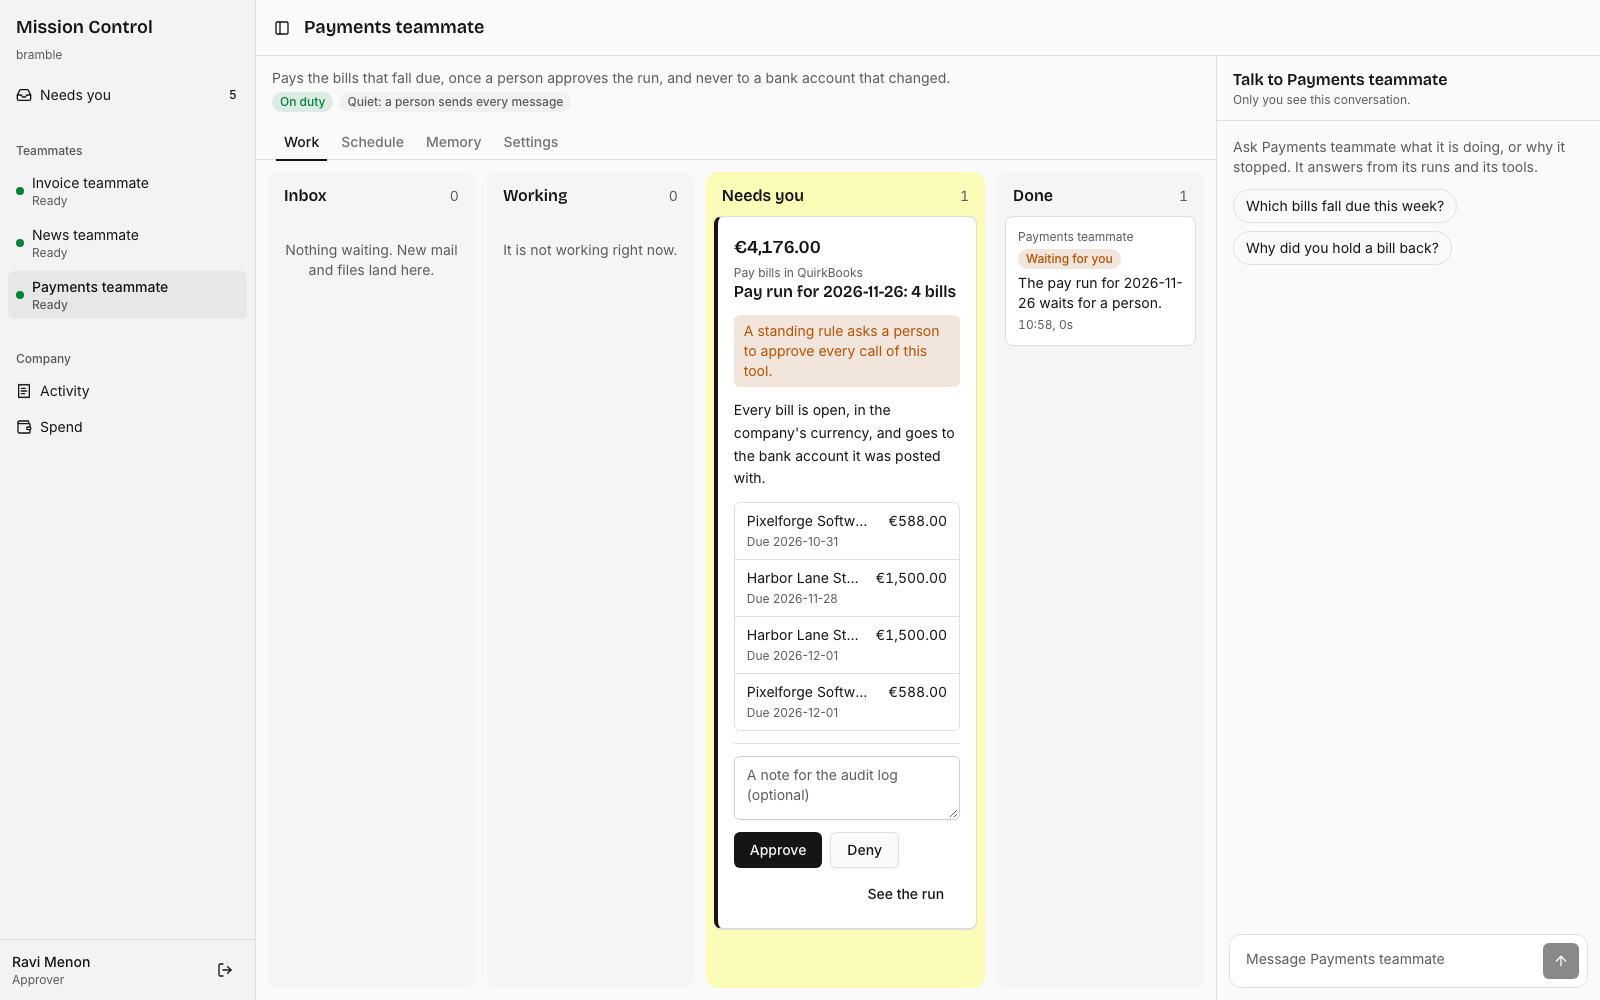 Mission Control
bramble
Needs you 5
Teammates
Invoice teammate
Ready
News teammate
Ready
Payments teammate
Ready
Company
Activity
Spend
Ravi Menon
Approver
Payments teammate
Pays the bills that fall due, once a person approves the run, and never to a bank account that changed.
On duty
Quiet: a person sends every message
Work
Schedule
Memory
Settings
Inbox 0
Nothing waiting. New mail
and files land here.
Working 0
It is not working right now.
Needs you 1
€4,176.00
Pay bills in QuirkBooks
Pay run for 2026-11-26: 4 bills
A standing rule asks a person
to approve every call of this
tool.
Every bill is open, in the
company's currency, and goes to
the bank account it was posted
with.
Pixelforge Softw... €588.00
Due 2026-10-31
Harbor Lane St... €1,500.00
Due 2026-11-28
Harbor Lane St... €1,500.00
Due 2026-12-01
Pixelforge Softw... €588.00
Due 2026-12-01
A note for the audit log
(optional)
Approve
Deny
See the run
Done 1
Payments teammate
Waiting for you
The pay run for 2026-11-
26 waits for a person.
10:58, 0s
Talk to Payments teammate
Only you see this conversation.
Ask Payments teammate what it is doing, or why it
stopped. It answers from its runs and its tools.
Which bills fall due this week?
Why did you hold a bill back?
Message Payments teammate